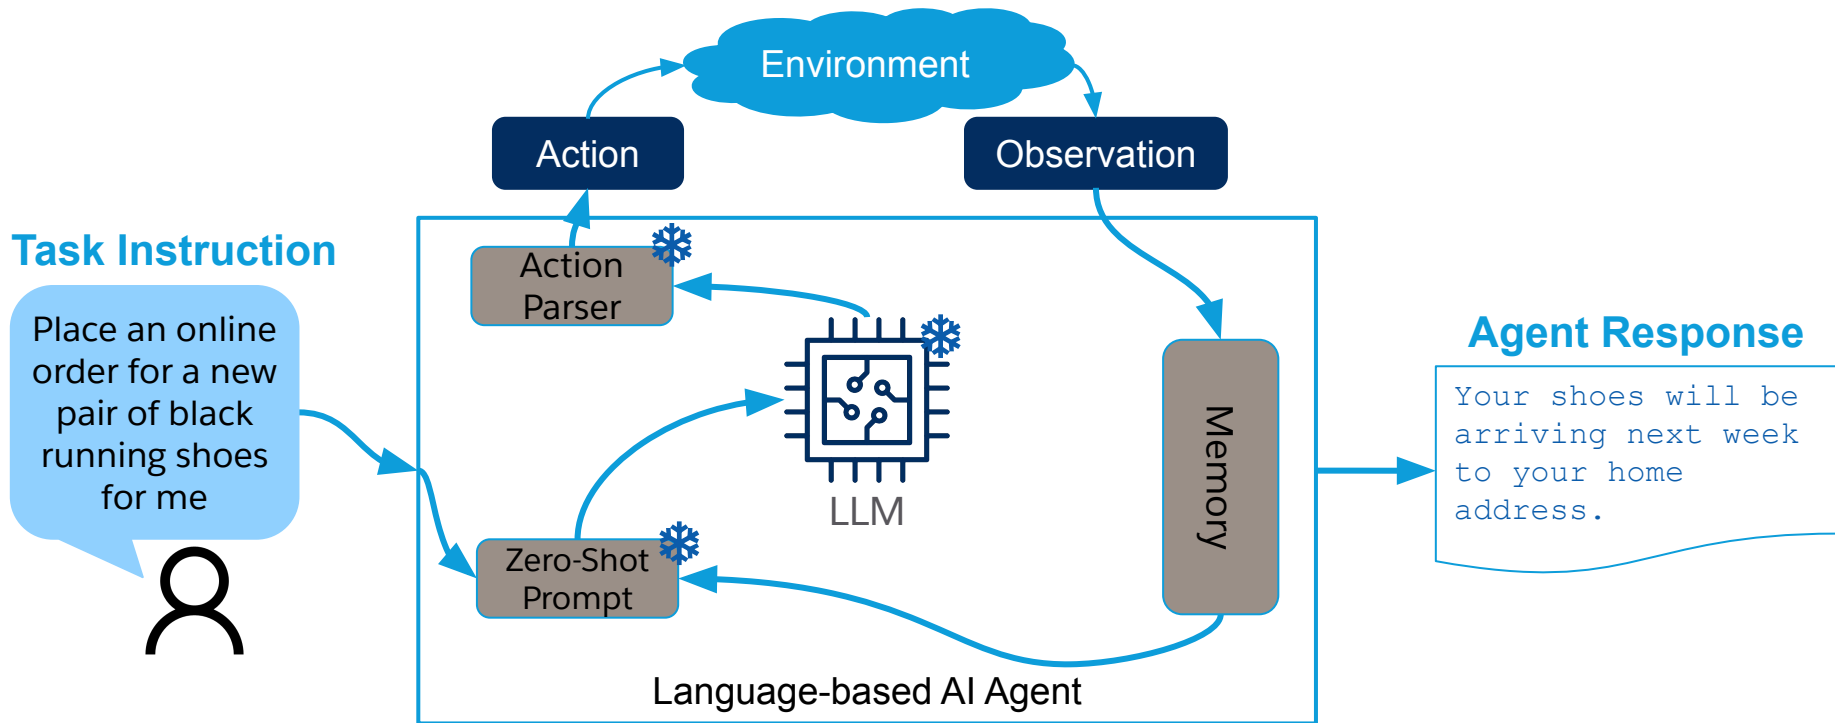 Environment
Action
Observation
Task Instruction
Place an online
order for a new
pair of black
running shoes
for me
Action
Parser
LLM
Zero-Shot
Prompt
Memory
Language-based AI Agent
Agent Response
Your shoes will be
arriving next week
to your home
address.